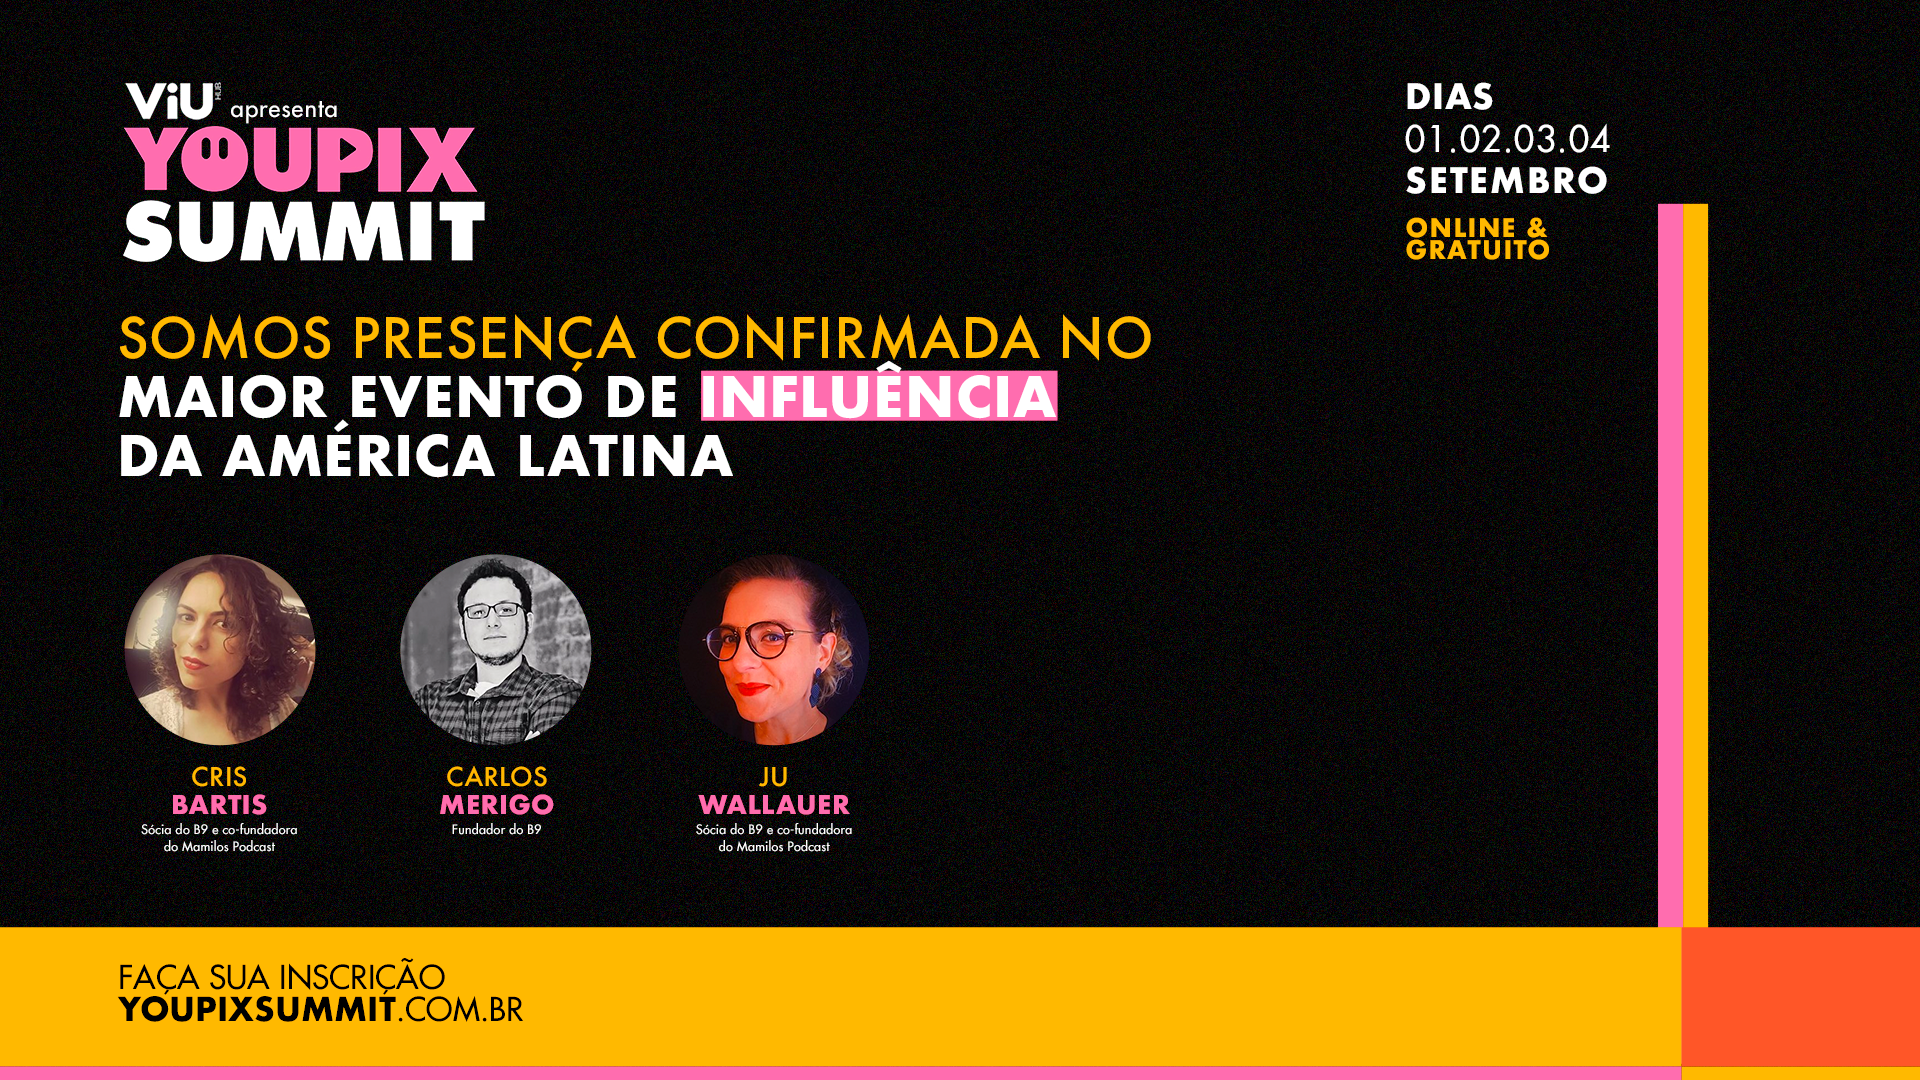 ViU HUB apresenta
YOUPIX
SUMMIT
DIAS
01.02.03.04
SETEMBRO
ONLINE &
GRATUITO
SOMOS PRESENÇA CONFIRMADA NO
MAIOR EVENTO DE INFLUÊNCIA
DA AMÉRICA LATINA
CRIS
BARTIS
Sócia do B9 e co-fundadora
do Mamilos Podcast
CARLOS
MERIGO
Fundador do B9
JU
WALLAUER
Sócia do B9 e co-fundadora
do Mamilos Podcast
FAÇA SUA INSCRIÇÃO
YOUPIXSUMMIT.COM.BR